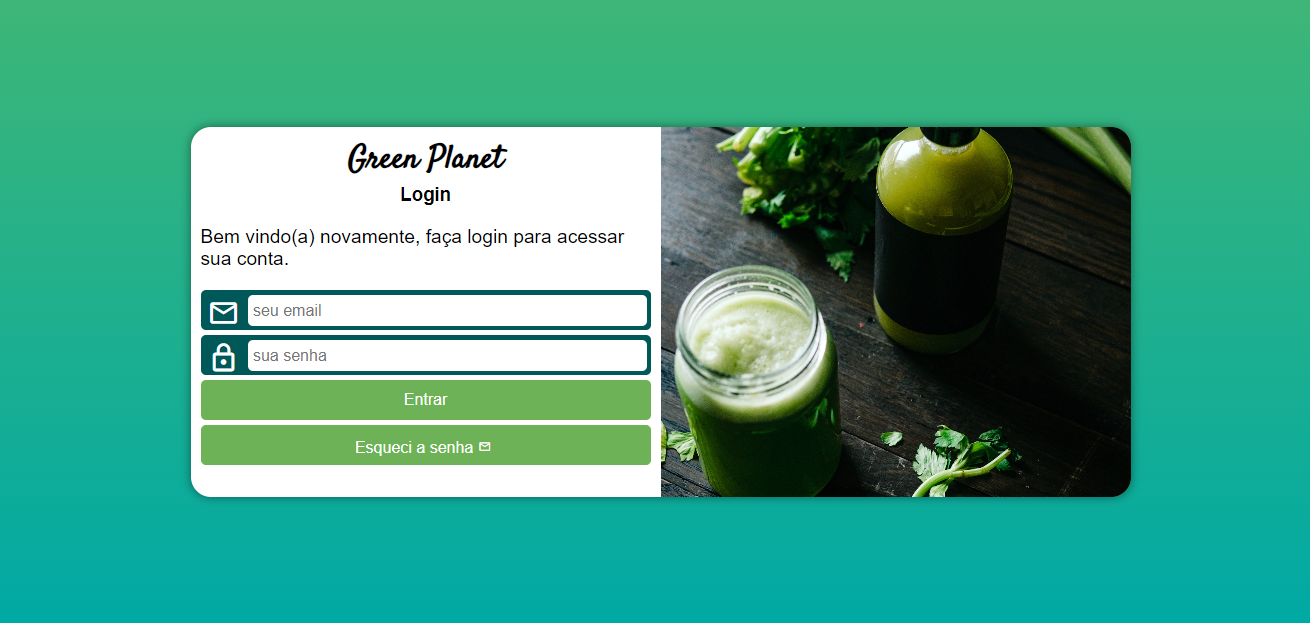 Green Planet
Login
Bem vindo(a) novamente, faça login para acessar
sua conta.
seu email
sua senha
Entrar
Esqueci a senha